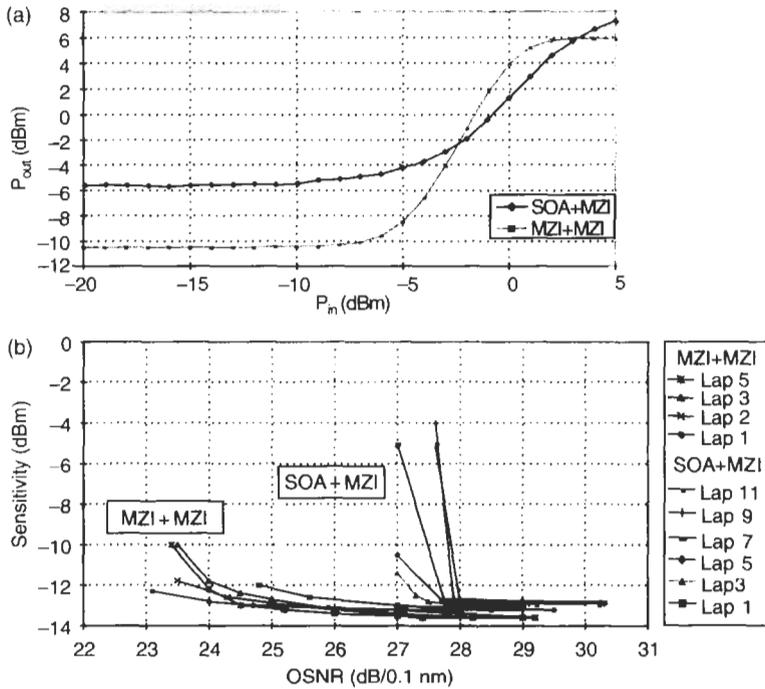 (a)
8
6
4
2
0
−2
−4
−6
−8
−10
−12
P_out (dBm)
−20
−15
−10
−5
0
5
P_in (dBm)
SOA+MZI
MZI+MZI
(b)
0
−2
−4
−6
−8
−10
−12
−14
Sensitivity (dBm)
SOA+MZI
MZI+MZI
22
23
24
25
26
27
28
29
30
31
OSNR (dB/0.1 nm)
MZI+MZI
Lap 5
Lap 3
Lap 2
Lap 1
SOA+MZI
Lap 11
Lap 9
Lap 7
Lap 5
Lap3
Lap 1